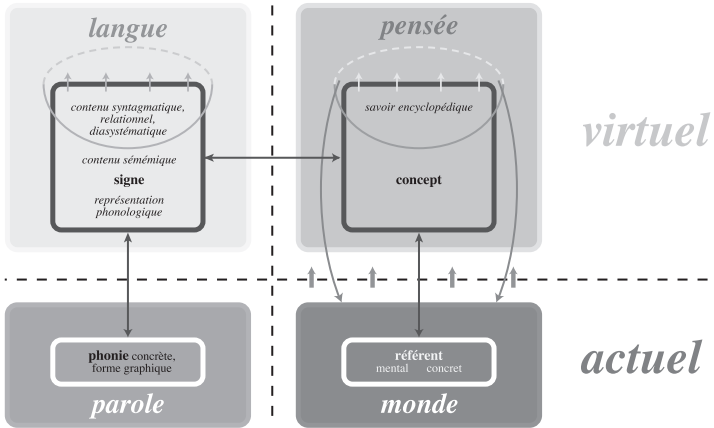 langue
contenu syntagmatique,
relationnel,
diasystématique
contenu sémémique
signe
représentation
phonologique
pensée
savoir encyclopédique
concept
virtuel
phonie concrète,
forme graphique
parole
référent
mental concret
monde
actuel